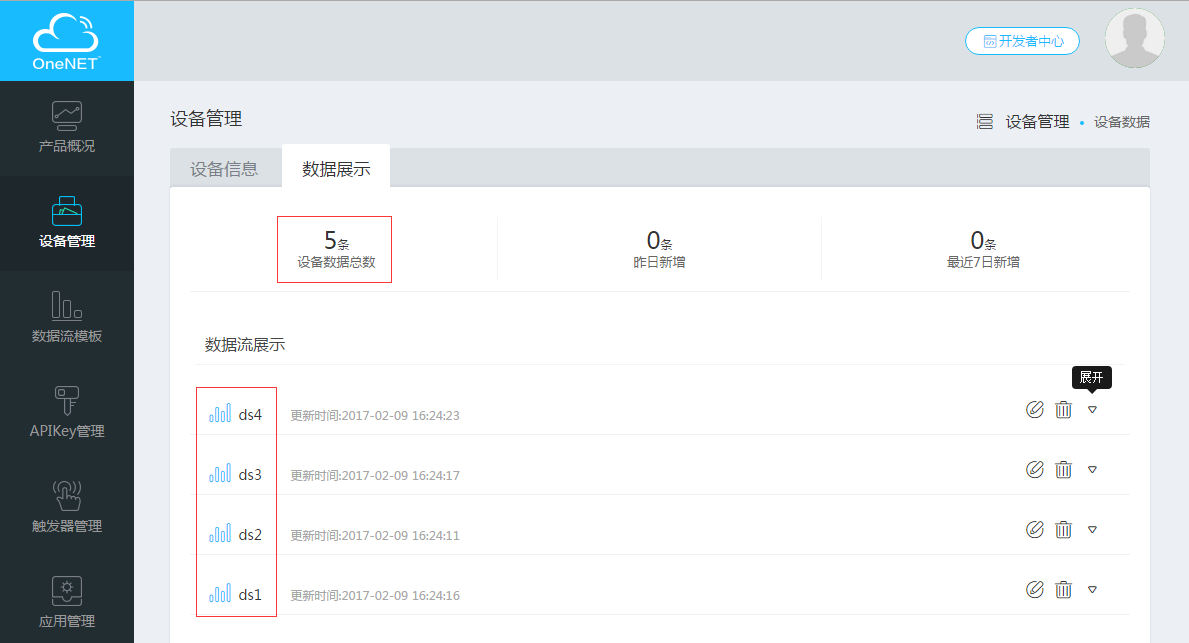 OneNET
开发者中心
产品概况
设备管理
数据流模板
APIKey管理
触发器管理
应用管理
设备管理
设备管理 • 设备数据
设备信息 数据展示
5条 0条 0条
设备数据总数 昨日新增 最近7日新增
数据流展示
展开
ds4 更新时间:2017-02-09 16:24:23
ds3 更新时间:2017-02-09 16:24:17
ds2 更新时间:2017-02-09 16:24:11
ds1 更新时间:2017-02-09 16:24:16